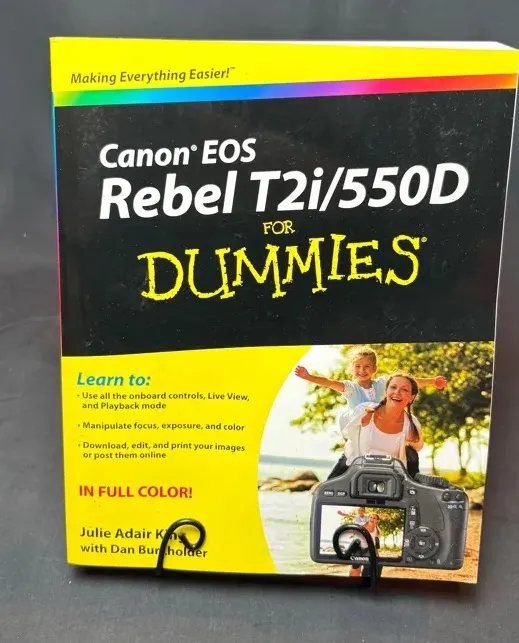 Making Everything Easier!™
Canon® EOS
Rebel T2i/550D
FOR
DUMMIES®
Learn to:
• Use all the onboard controls, Live View,
and Playback mode
• Manipulate focus, exposure, and color
• Download, edit, and print your images
or post them online
IN FULL COLOR!
Julie Adair
with Dan
Canon